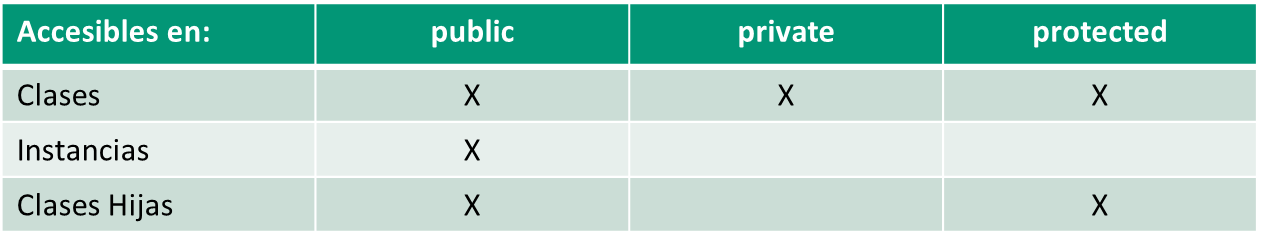 Accesibles en: public private protected
Clases X X X
Instancias X
Clases Hijas X X